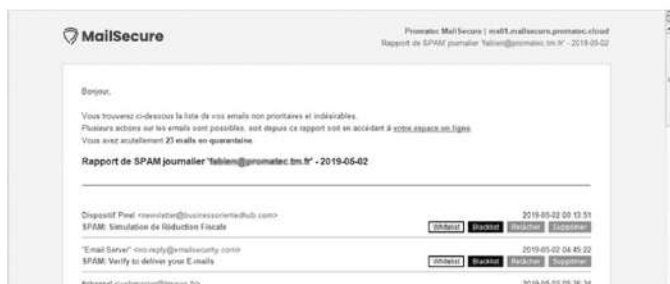 MailSecure
Promatec MailSecure | mx01.mailsecure.promatec.cloud
Rapport de SPAM journalier 'fabien@promatec.tm.fr' - 2019-05-02
Bonjour,
Vous trouverez ci-dessous la liste de vos emails non prioritaires et indésirables.
Plusieurs actions sur les emails sont possibles, soit depuis ce rapport soit en accédant à votre espace en ligne.
Vous avez acutellement 23 mails en quarantaine.
Rapport de SPAM journalier 'fabien@promatec.tm.fr' - 2019-05-02
Dispositif Pinel <newsletter@businessorientedhub.com> 2019-05-02 00:13:51
SPAM: Simulation de Réduction Fiscale Whitelist Blacklist Relâcher Supprimer
"Email Server" <no-reply@emailsecurity.com> 2019-05-02 04:45:22
SPAM: Verify to deliver your E-mails Whitelist Blacklist Relâcher Supprimer